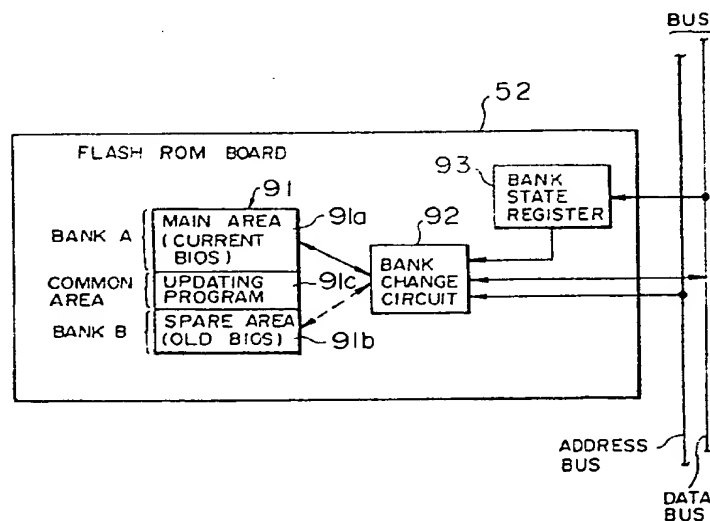 BUS
52
FLASH ROM BOARD
93
BANK
STATE
REGISTER
91
92
BANK A
MAIN AREA
(CURRENT
BIOS)
91a
BANK
CHANGE
CIRCUIT
COMMON
AREA
UPDATING
PROGRAM
91c
BANK B
SPARE AREA
(OLD BIOS)
91b
ADDRESS
BUS
DATA
BUS